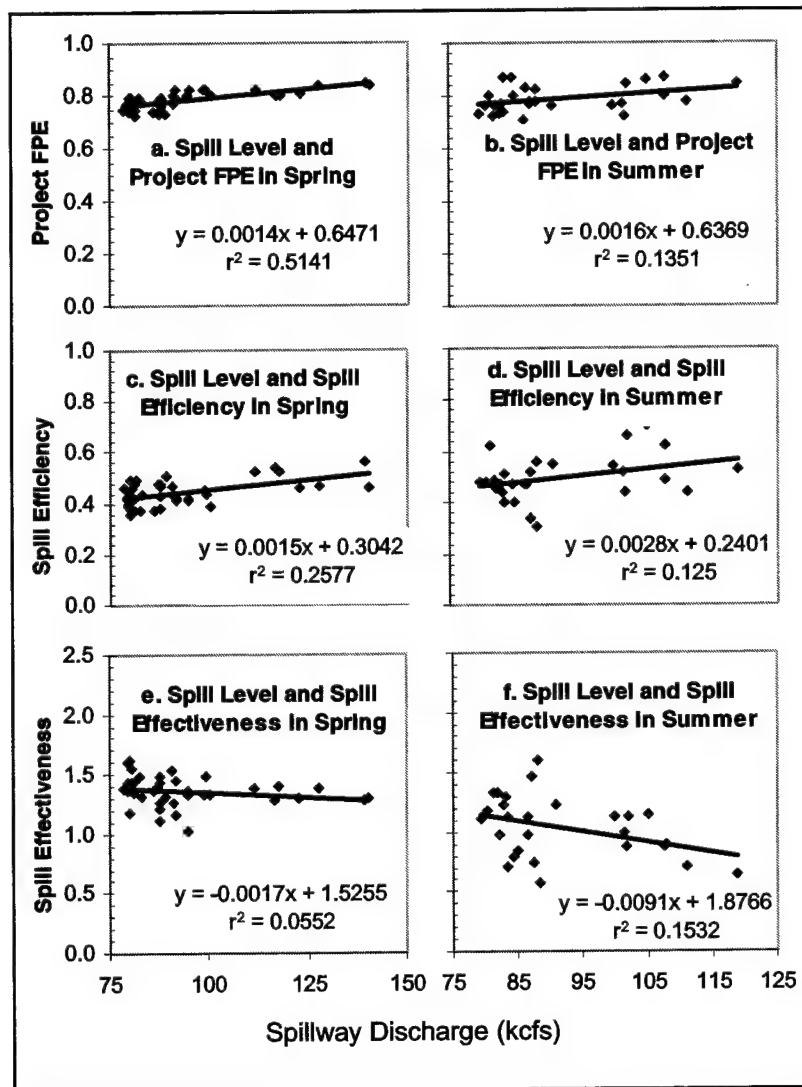 1.0
0.8
0.6
0.4
0.2
0.0
Project FPE
a. Spill Level and
Project FPE in Spring
y = 0.0014x + 0.6471
r² = 0.5141
b. Spill Level and Project
FPE in Summer
y = 0.0016x + 0.6369
r² = 0.1351
1.0
0.8
0.6
0.4
0.2
0.0
Spill Efficiency
c. Spill Level and Spill
Efficiency in Spring
y = 0.0015x + 0.3042
r² = 0.2577
d. Spill Level and Spill
Efficiency in Summer
y = 0.0028x + 0.2401
r² = 0.125
2.5
2.0
1.5
1.0
0.5
0.0
Spill Effectiveness
e. Spill Level and Spill
Effectiveness in Spring
y = -0.0017x + 1.5255
r² = 0.0552
f. Spill Level and Spill
Effectiveness in Summer
y = -0.0091x + 1.8766
r² = 0.1532
75 100 125 150
75 85 95 105 115 125
Spillway Discharge (kcfs)